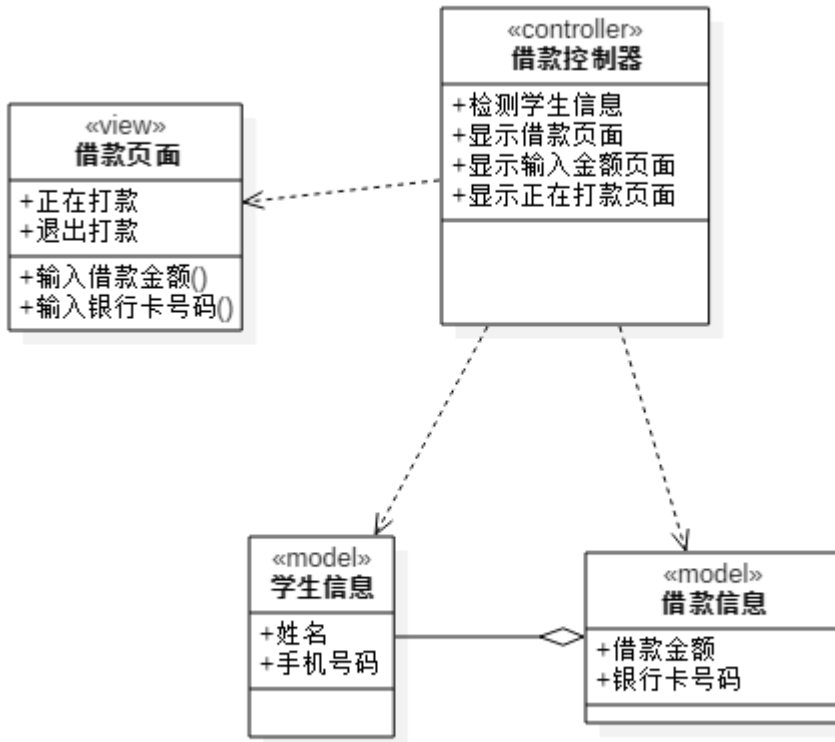 «controller»
借款控制器
+检测学生信息
+显示借款页面
+显示输入金额页面
+显示正在打款页面
«view»
借款页面
+正在打款
+退出打款
+输入借款金额()
+输入银行卡号码()
«model»
学生信息
+姓名
+手机号码
«model»
借款信息
+借款金额
+银行卡号码